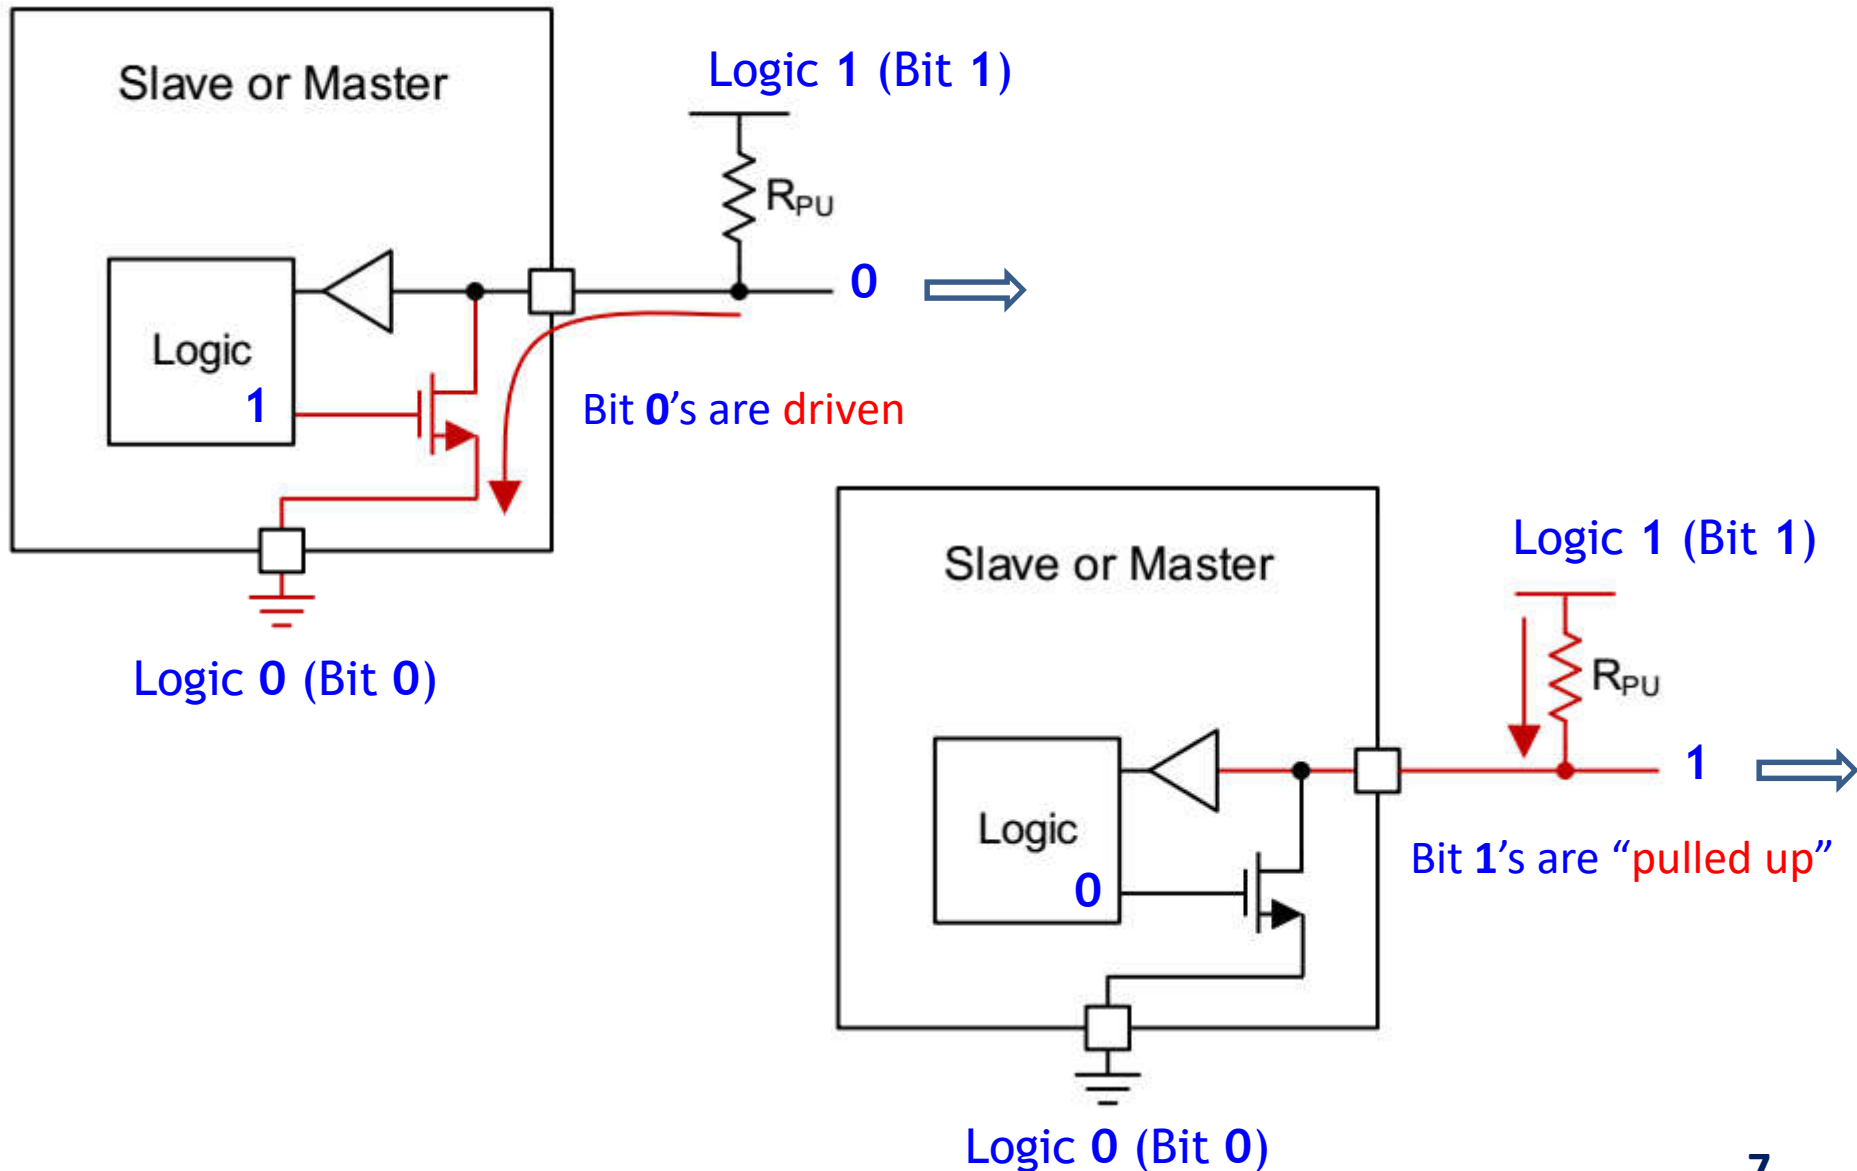 Slave or Master
Logic 1 (Bit 1)
RPU
0
Logic
1
Bit 0's are driven
Logic 0 (Bit 0)
Slave or Master
Logic 1 (Bit 1)
RPU
1
Logic
0
Bit 1's are “pulled up”
Logic 0 (Bit 0)
7